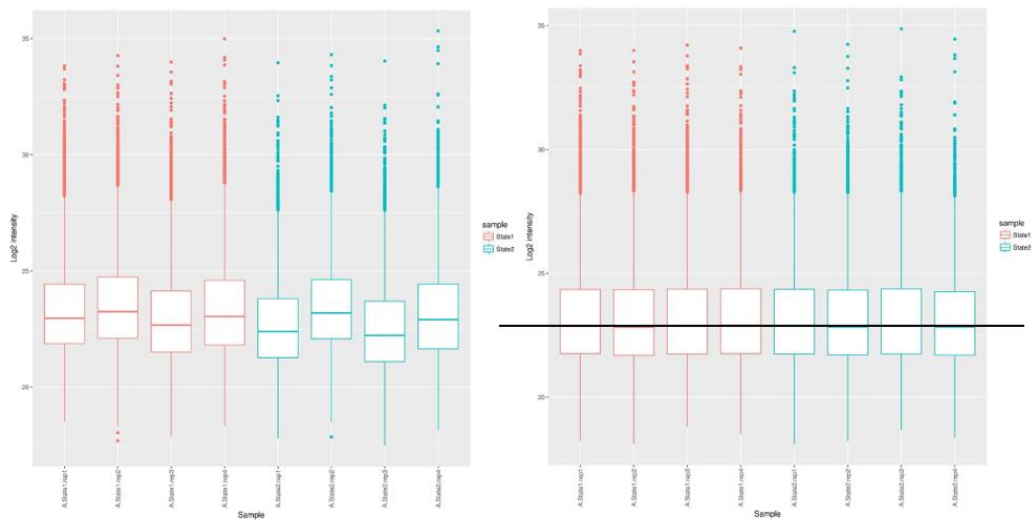 35
30
25
20
Log2 intensity
A.State1.rep1
A.State1.rep2
A.State1.rep3
A.State1.rep4
A.State2.rep1
A.State2.rep2
A.State2.rep3
A.State2.rep4
Sample
sample
State1
State2
35
30
25
20
Log2 intensity
A.State1.rep1
A.State1.rep2
A.State1.rep3
A.State1.rep4
A.State2.rep1
A.State2.rep2
A.State2.rep3
A.State2.rep4
Sample
sample
State1
State2